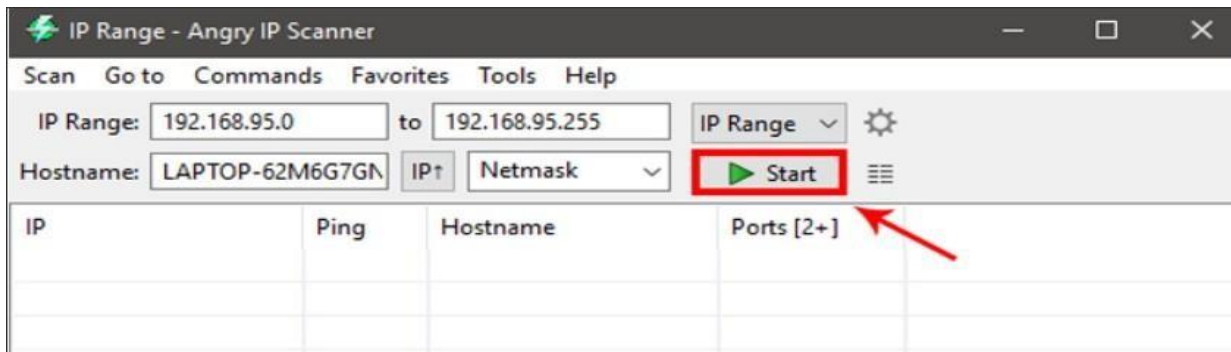 IP Range - Angry IP Scanner
Scan Go to Commands Favorites Tools Help
IP Range: 192.168.95.0 to 192.168.95.255 IP Range
Hostname: LAPTOP-62M6G7GN IP↑ Netmask Start
IP Ping Hostname Ports [2+]